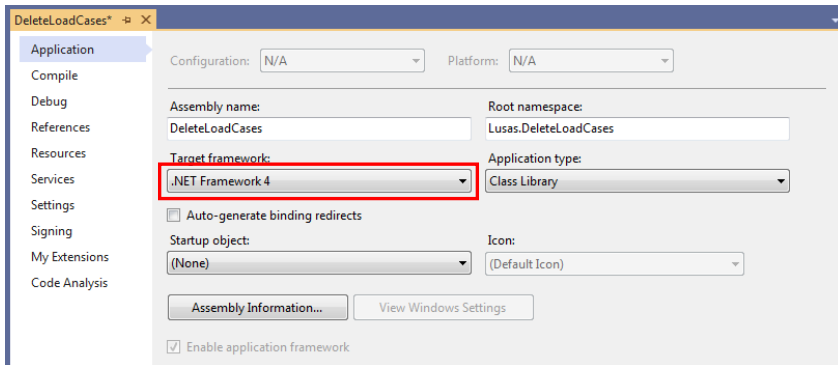 DeleteLoadCases*
Application
Compile
Debug
References
Resources
Services
Settings
Signing
My Extensions
Code Analysis
Configuration: N/A Platform: N/A
Assembly name: Root namespace:
DeleteLoadCases Lusas.DeleteLoadCases
Target framework: Application type:
.NET Framework 4 Class Library
Auto-generate binding redirects
Startup object: Icon:
(None) (Default Icon)
Assembly Information... View Windows Settings
Enable application framework